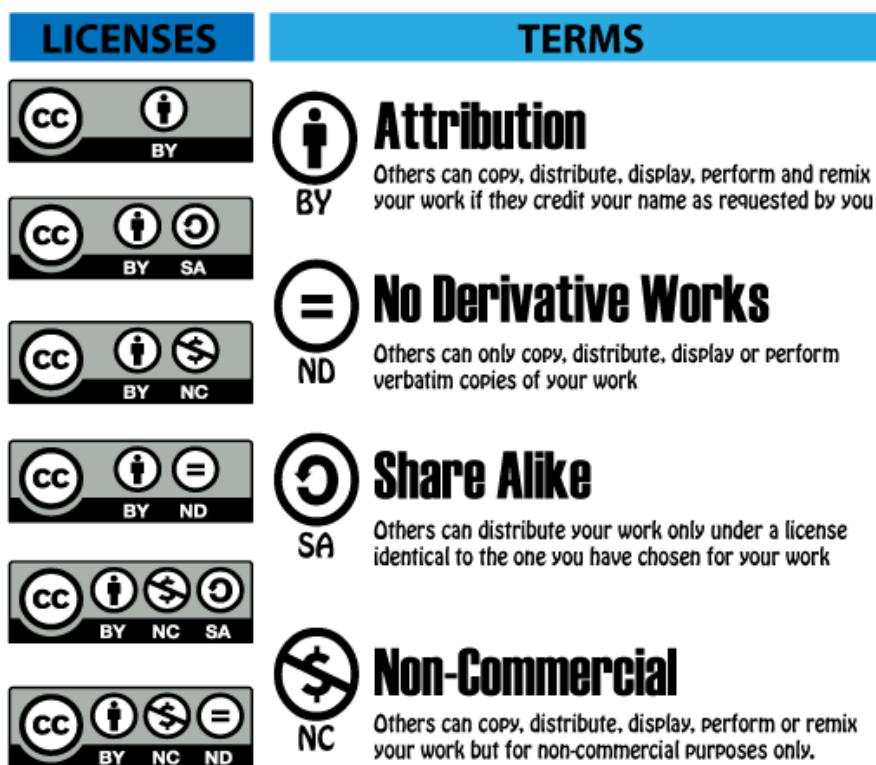 LICENSES
TERMS
CC
BY
CC
BY SA
CC
BY NC
CC
BY ND
CC
BY NC SA
CC
BY NC ND
BY
Attribution
Others can copy, distribute, display, perform and remix
your work if they credit your name as requested by you
ND
No Derivative Works
Others can only copy, distribute, display or perform
verbatim copies of your work
SA
Share Alike
Others can distribute your work only under a license
identical to the one you have chosen for your work
NC
Non-Commercial
Others can copy, distribute, display, perform or remix
your work but for non-commercial purposes only.